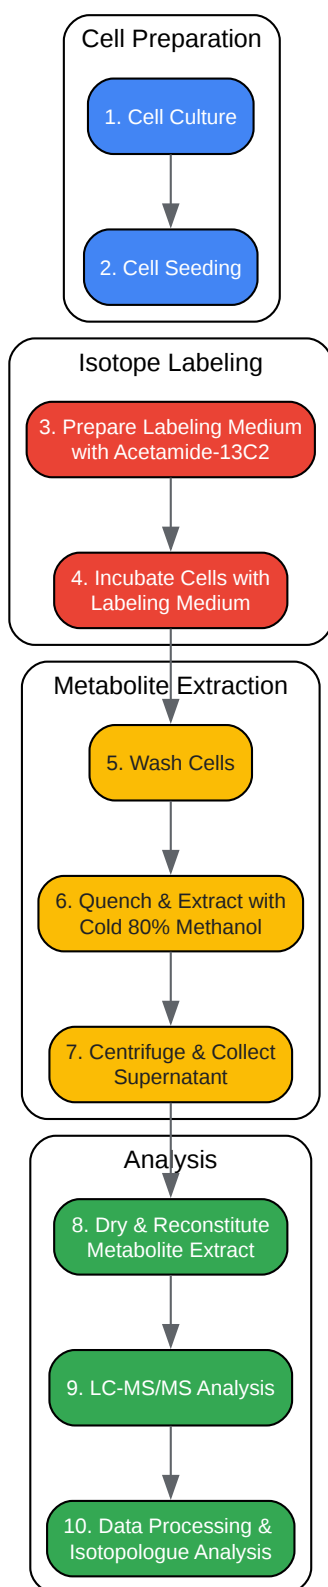 Cell Preparation
1. Cell Culture
2. Cell Seeding
Isotope Labeling
3. Prepare Labeling Medium
with Acetamide-13C2
4. Incubate Cells with
Labeling Medium
Metabolite Extraction
5. Wash Cells
6. Quench & Extract with
Cold 80% Methanol
7. Centrifuge & Collect
Supernatant
Analysis
8. Dry & Reconstitute
Metabolite Extract
9. LC-MS/MS Analysis
10. Data Processing &
Isotopologue Analysis